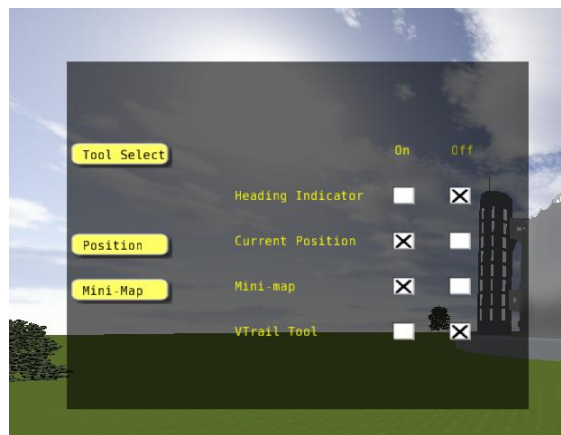 Tool Select On Off
Heading Indicator
Position Current Position
Mini-Map Mini-map
VTrail Tool